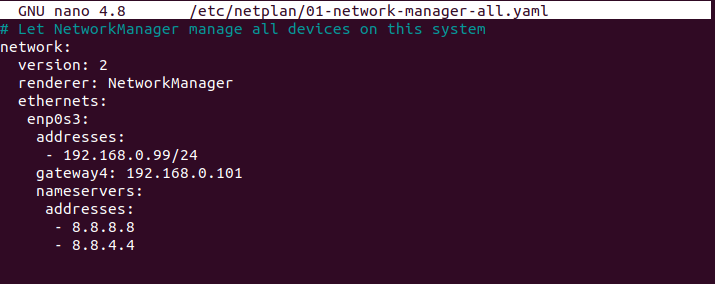 GNU nano 4.8 /etc/netplan/01-network-manager-all.yaml
# Let NetworkManager manage all devices on this system
network:
  version: 2
  renderer: NetworkManager
  ethernets:
   enp0s3:
    addresses:
     - 192.168.0.99/24
    gateway4: 192.168.0.101
    nameservers:
     addresses:
      - 8.8.8.8
      - 8.8.4.4